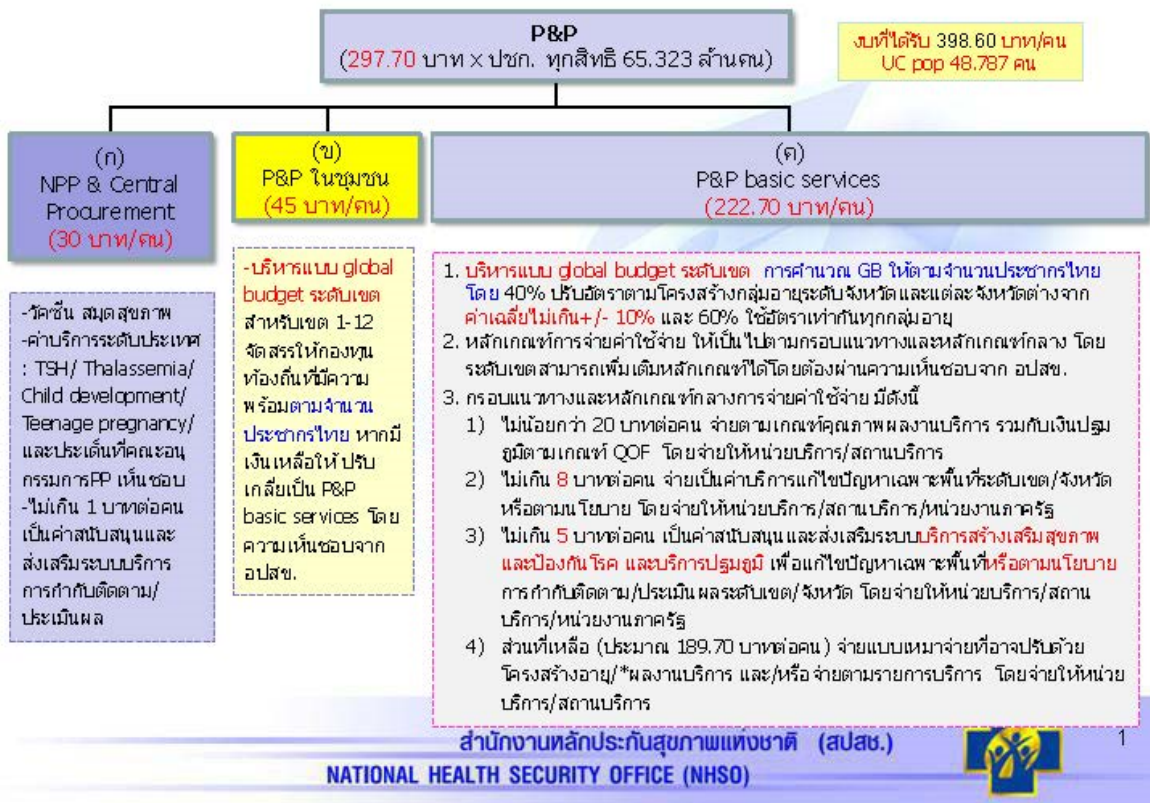 P&P
(297.70 บาท x ปชก. ทุกสิทธิ 65.323 ล้านคน)
งบที่ได้รับ 398.60 บาท/คน
UC pop 48.787 คน
(ก)
NPP & Central
Procurement
(30 บาท/คน)
(ข)
P&P ในชุมชน
(45 บาท/คน)
(ค)
P&P basic services
(222.70 บาท/คน)
-วัคซีน สมุดสุขภาพ
-ค่าบริการระดับประเทศ
: TSH/ Thalassemia/
Child development/
Teenage pregnancy/
และประเด็นที่คณะอนุ
กรรมการPP เห็นชอบ
-ไม่เกิน 1 บาทต่อคน
เป็นค่าสนับสนุนและ
ส่งเสริมระบบบริการ
การกำกับติดตาม/
ประเมินผล
-บริหารแบบ global
budget ระดับเขต
สำหรับเขต 1-12
จัดสรรให้กองทุน
ท้องถิ่นที่มีความ
พร้อมตามจำนวน
ประชากรไทย หากมี
เงินเหลือให้ ปรับ
เกลี่ยเป็น P&P
basic services โดย
ความเห็นชอบจาก
อปสข.
1. บริหารแบบ global budget ระดับเขต การคำนวณ GB ให้ตามจำนวนประชากรไทย
โดย 40% ปรับอัตราตามโครงสร้างกลุ่มอายุระดับจังหวัดและแต่ละจังหวัดต่างจาก
ค่าเฉลี่ยไม่เกิน+/- 10% และ 60% ใช้อัตราเท่ากันทุกกลุ่มอายุ
2. หลักเกณฑ์การจ่ายค่าใช้จ่าย ให้เป็นไปตามกรอบแนวทางและหลักเกณฑ์กลาง โดย
ระดับเขตสามารถเพิ่มเติมหลักเกณฑ์ได้โดยต้องผ่านความเห็นชอบจาก อปสข.
3. กรอบแนวทางและหลักเกณฑ์กลางการจ่ายค่าใช้จ่าย มีดังนี้
1) ไม่น้อยกว่า 20 บาทต่อคน จ่ายตามเกณฑ์คุณภาพผลงานบริการ รวมกับเงินปฐม
ภูมิตามเกณฑ์ QOF โดยจ่ายให้หน่วยบริการ/สถานบริการ
2) ไม่เกิน 8 บาทต่อคน จ่ายเป็นค่าบริการแก้ไขปัญหาเฉพาะพื้นที่ระดับเขต/จังหวัด
หรือตามนโยบาย โดยจ่ายให้หน่วยบริการ/สถานบริการ/หน่วยงานภาครัฐ
3) ไม่เกิน 5 บาทต่อคน เป็นค่าสนับสนุนและส่งเสริมระบบบริการสร้างเสริมสุขภาพ
และป้องกันโรค และบริการปฐมภูมิ เพื่อแก้ไขปัญหาเฉพาะพื้นที่หรือตามนโยบาย
การกำกับติดตาม/ประเมินผลระดับเขต/จังหวัด โดยจ่ายให้หน่วยบริการ/สถาน
บริการ/หน่วยงานภาครัฐ
4) ส่วนที่เหลือ (ประมาณ 189.70 บาทต่อคน) จ่ายแบบเหมาจ่ายที่อาจปรับด้วย
โครงสร้างอายุ/*ผลงานบริการ และ/หรือ จ่ายตามรายการบริการ โดยจ่ายให้หน่วย
บริการ/สถานบริการ
สำนักงานหลักประกันสุขภาพแห่งชาติ (สปสช.)
NATIONAL HEALTH SECURITY OFFICE (NHSO)
1